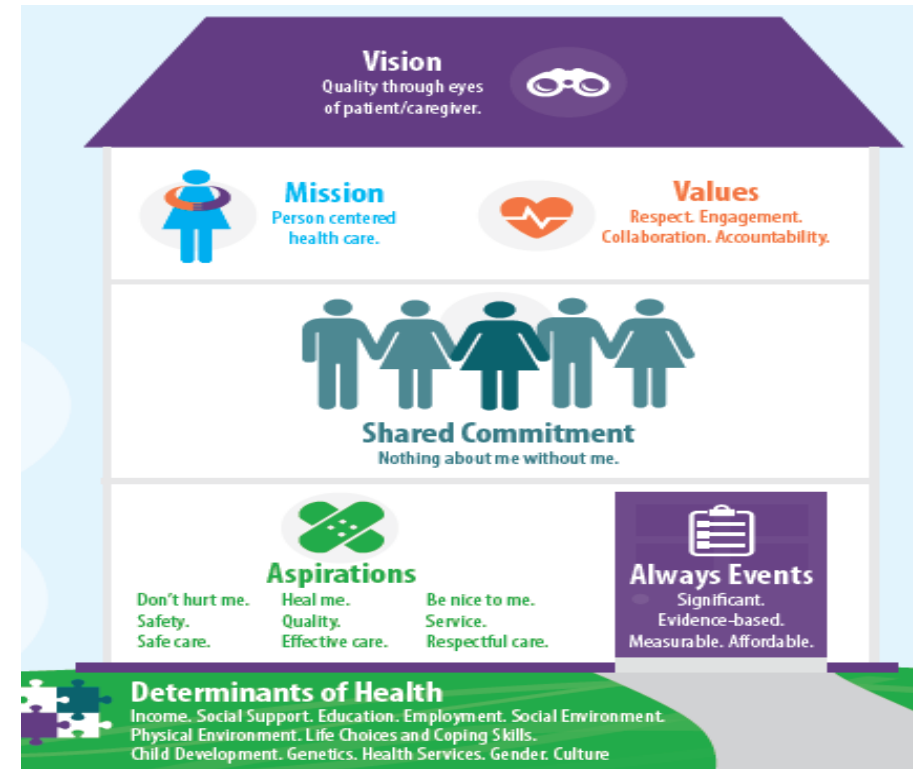 Vision
Quality through eyes
of patient/caregiver.
Mission
Person centered
health care.
Values
Respect. Engagement.
Collaboration. Accountability.
Shared Commitment
Nothing about me without me.
Aspirations
Don't hurt me.
Safety.
Safe care.
Heal me.
Quality.
Effective care.
Be nice to me.
Service.
Respectful care.
Always Events
Significant.
Evidence-based.
Measurable. Affordable.
Determinants of Health
Income. Social Support. Education. Employment. Social Environment.
Physical Environment. Life Choices and Coping Skills.
Child Development. Genetics. Health Services. Gender. Culture